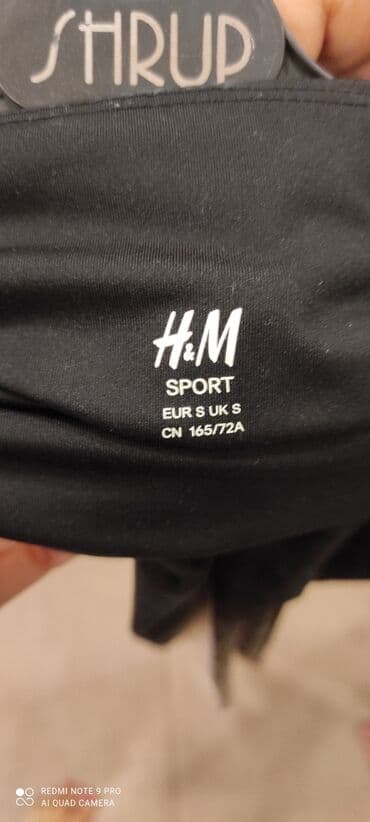 SHRUP
H&M
SPORT
EUR S UK S
CN 165/72A
REDMI NOTE 9 PRO
AI QUAD CAMERA